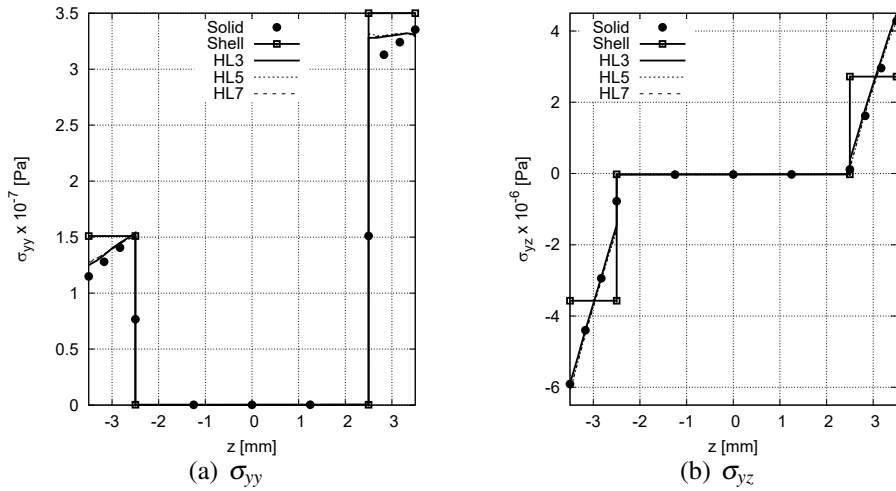 3.5
3
2.5
2
1.5
1
0.5
0
-3
-2
-1
0
1
2
3
σyy x 10-7 [Pa]
z [mm]
Solid
Shell
HL3
HL5
HL7
(a) σyy
4
2
0
-2
-4
-6
-3
-2
-1
0
1
2
3
σyz x 10-6 [Pa]
z [mm]
Solid
Shell
HL3
HL5
HL7
(b) σyz